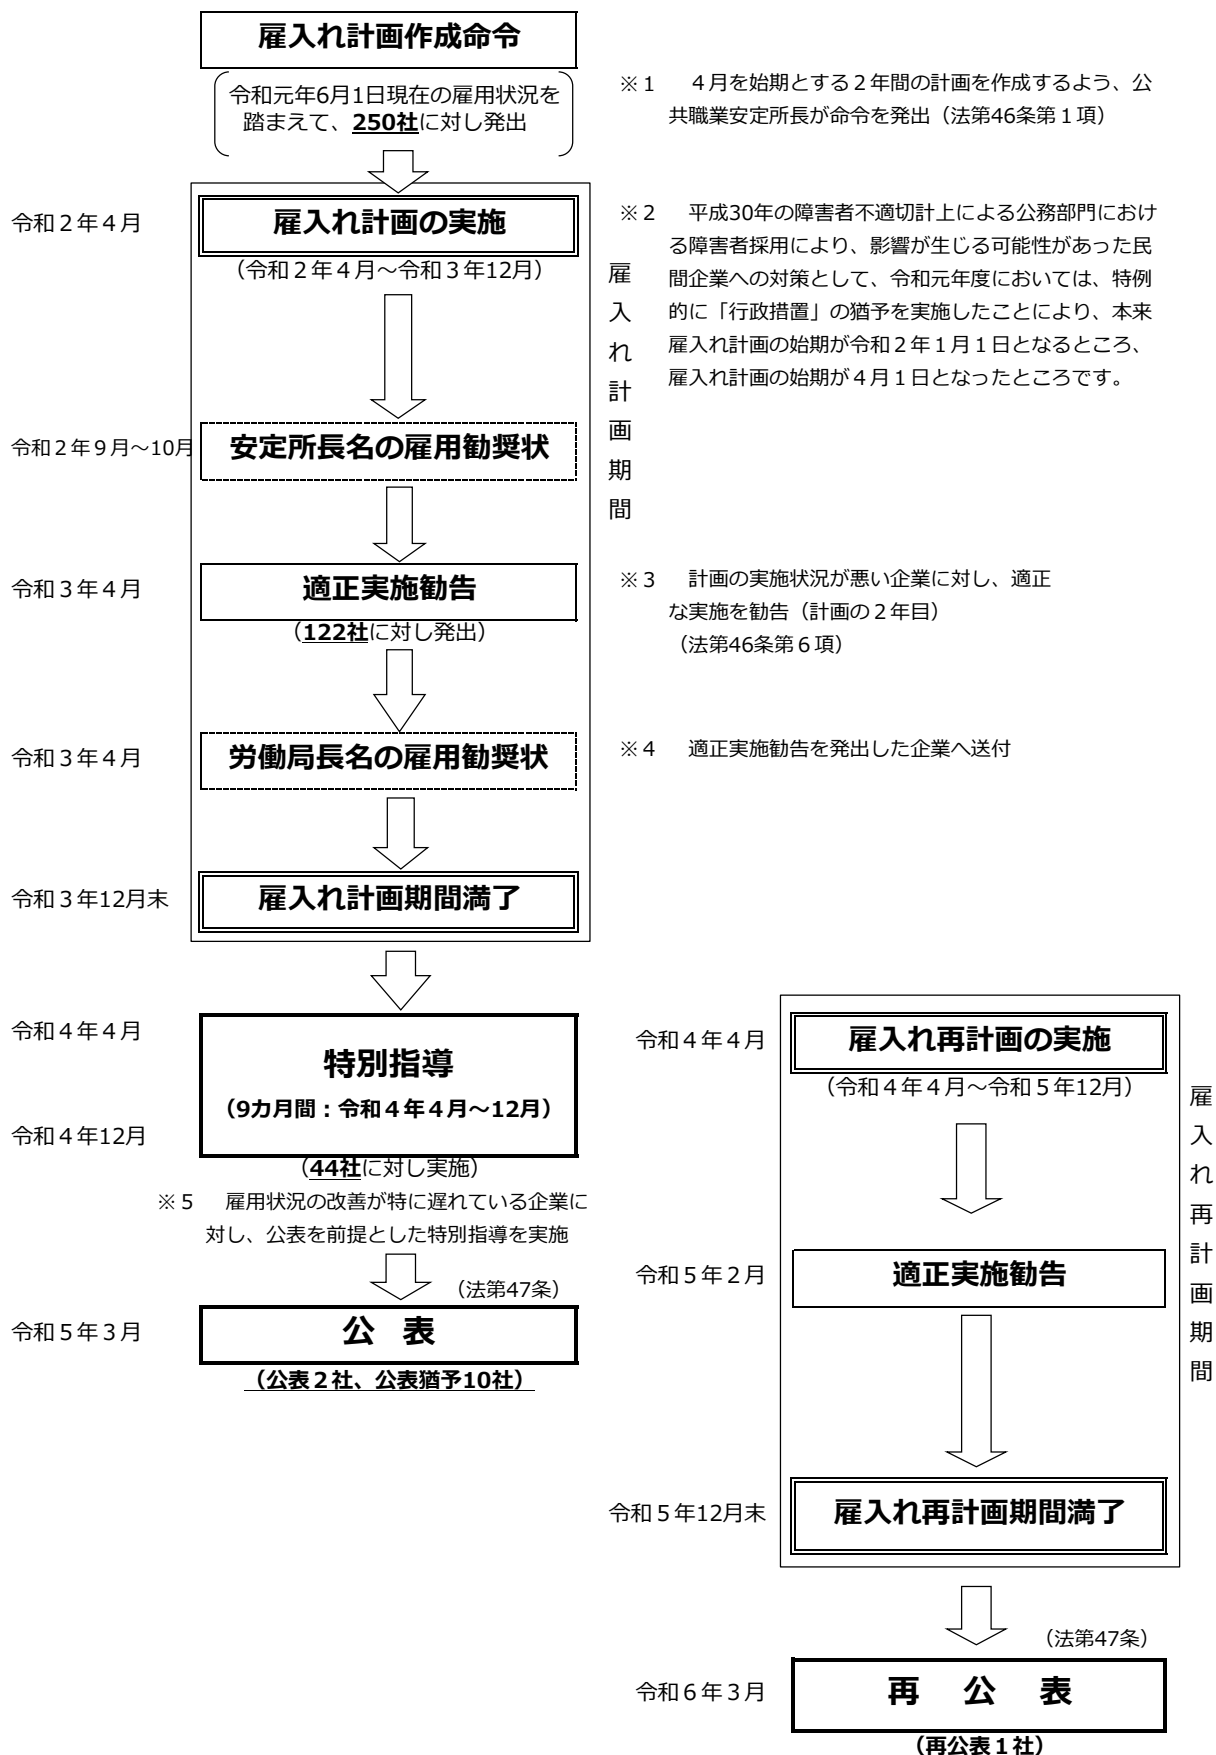 雇入れ計画作成命令
令和元年6月1日現在の雇用状況を
踏まえて、250社に対し発出
※１　４月を始期とする２年間の計画を作成するよう、公
共職業安定所長が命令を発出（法第46条第１項）
令和２年４月
雇入れ計画の実施
（令和２年４月～令和３年12月）
※２　平成30年の障害者不適切計上による公務部門におけ
る障害者採用により、影響が生じる可能性があった民
間企業への対策として、令和元年度においては、特例
的に「行政措置」の猶予を実施したことにより、本来
雇入れ計画の始期が令和２年１月１日となるところ、
雇入れ計画の始期が４月１日となったところです。
雇入れ計画期間
令和２年９月～10月
安定所長名の雇用勧奨状
令和３年４月
適正実施勧告
（122社に対し発出）
※３　計画の実施状況が悪い企業に対し、適正
な実施を勧告（計画の２年目）
（法第46条第６項）
令和３年４月
労働局長名の雇用勧奨状
※４　適正実施勧告を発出した企業へ送付
令和３年12月末
雇入れ計画期間満了
令和４年４月
特別指導
（9カ月間：令和４年４月～12月）
令和４年12月
（44社に対し実施）
※５　雇用状況の改善が特に遅れている企業に
対し、公表を前提とした特別指導を実施
（法第47条）
令和５年３月
公 表
（公表２社、公表猶予10社）
令和４年４月
雇入れ再計画の実施
（令和４年４月～令和５年12月）
雇入れ再計画期間
令和５年２月
適正実施勧告
令和５年12月末
雇入れ再計画期間満了
（法第47条）
令和６年３月
再　公　表
（再公表１社）